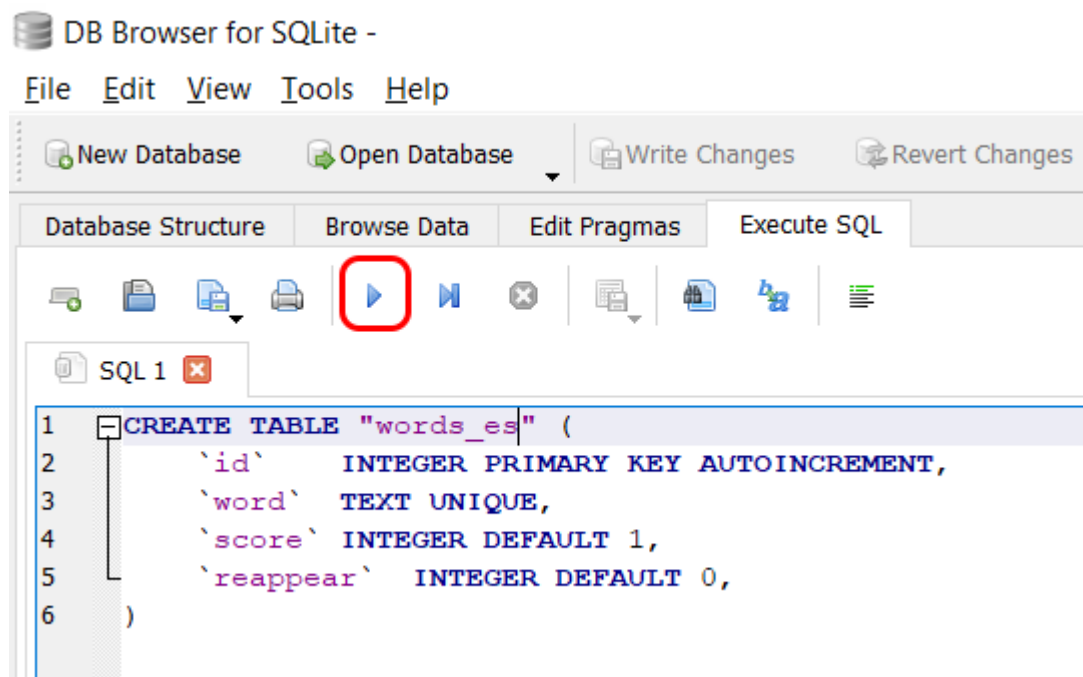 DB Browser for SQLite -
File Edit View Tools Help
New Database Open Database Write Changes Revert Changes
Database Structure Browse Data Edit Pragmas Execute SQL
SQL 1
1 CREATE TABLE "words_es" (
2 `id` INTEGER PRIMARY KEY AUTOINCREMENT,
3 `word` TEXT UNIQUE,
4 `score` INTEGER DEFAULT 1,
5 `reappear` INTEGER DEFAULT 0,
6 )